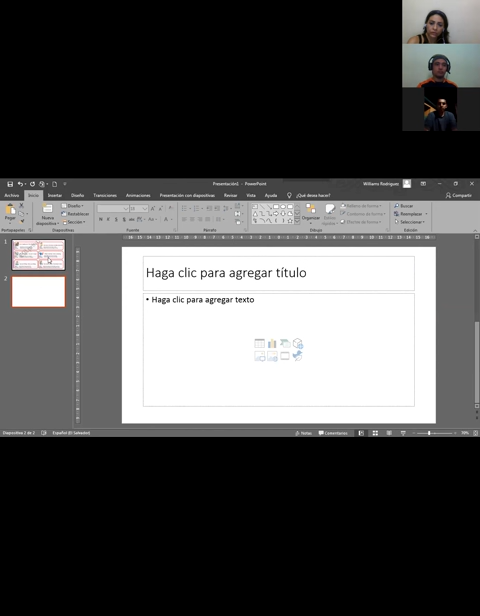 Presentación1 - PowerPoint
Williams Rodriguez
Archivo Inicio Insertar Diseño Transiciones Animaciones Presentación con diapositivas Revisar Vista Ayuda ¿Qué desea hacer?
Compartir
Pegar
Nueva diapositiva
Diseño
Restablecer
Sección
Organizar
Estilos rápidos
Relleno de forma
Contorno de forma
Efectos de forma
Buscar
Reemplazar
Seleccionar
Portapapeles
Diapositivas
Fuente
Párrafo
Dibujo
Edición
1
2
Haga clic para agregar título
• Haga clic para agregar texto
Diapositiva 2 de 2
Español (El Salvador)
Notas
Comentarios
70%